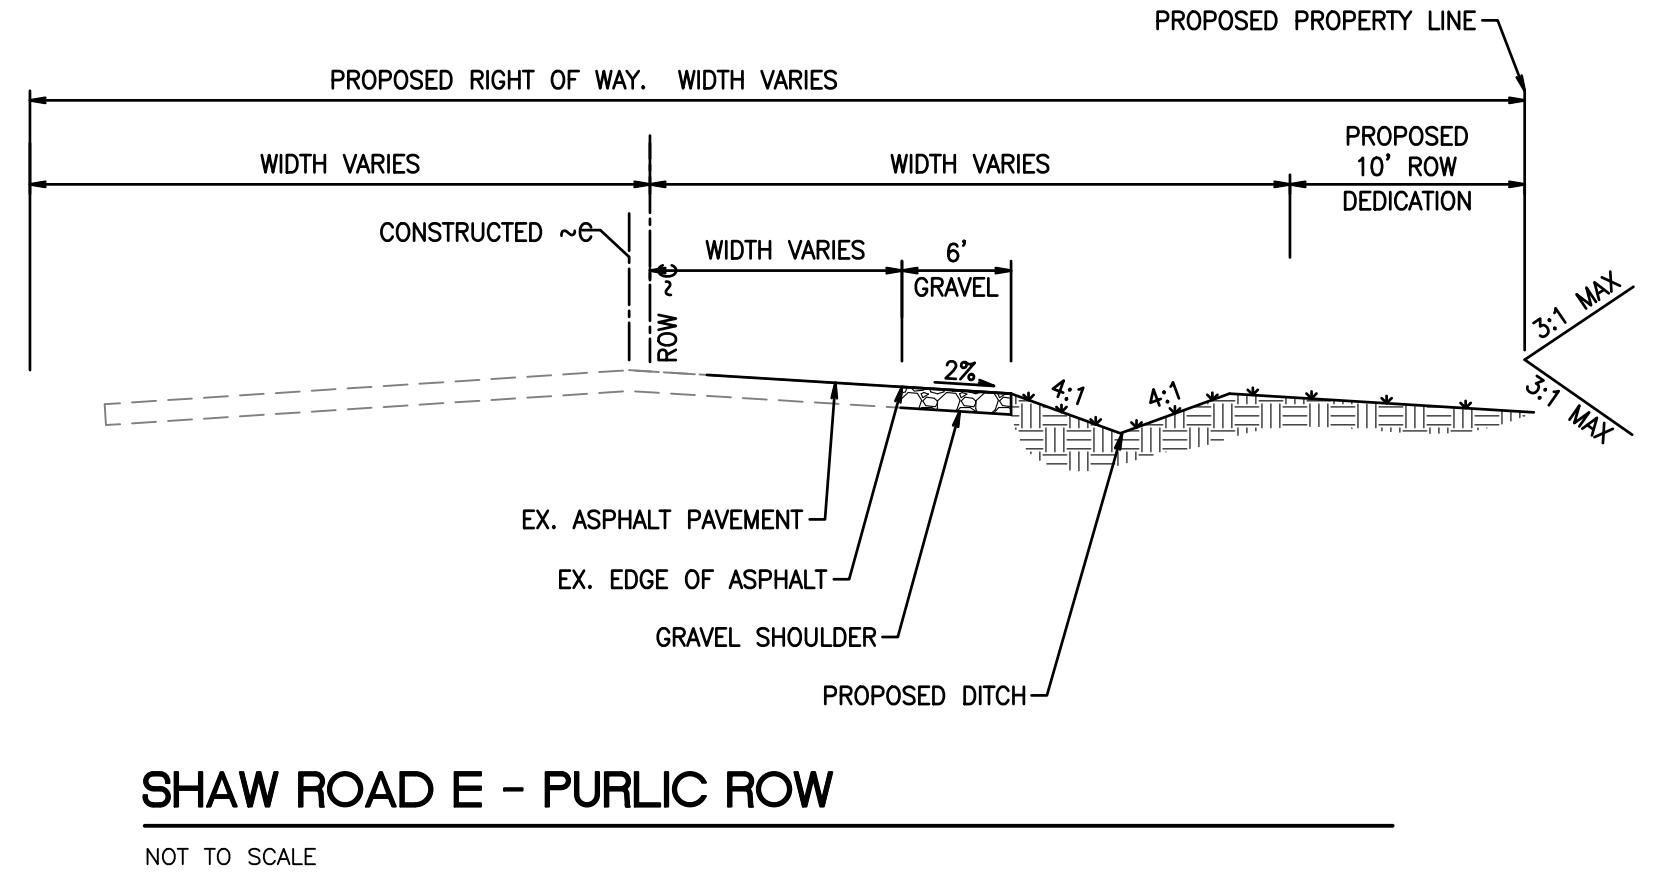 PROPOSED PROPERTY LINE
PROPOSED RIGHT OF WAY. WIDTH VARIES
WIDTH VARIES
WIDTH VARIES
PROPOSED
10' ROW
DEDICATION
CONSTRUCTED ~℄
WIDTH VARIES
6'
GRAVEL
ROW ~℄
2%
4:1
4:1
3:1 MAX
3:1 MAX
EX. ASPHALT PAVEMENT
EX. EDGE OF ASPHALT
GRAVEL SHOULDER
PROPOSED DITCH
SHAW ROAD E - PURLIC ROW
NOT TO SCALE